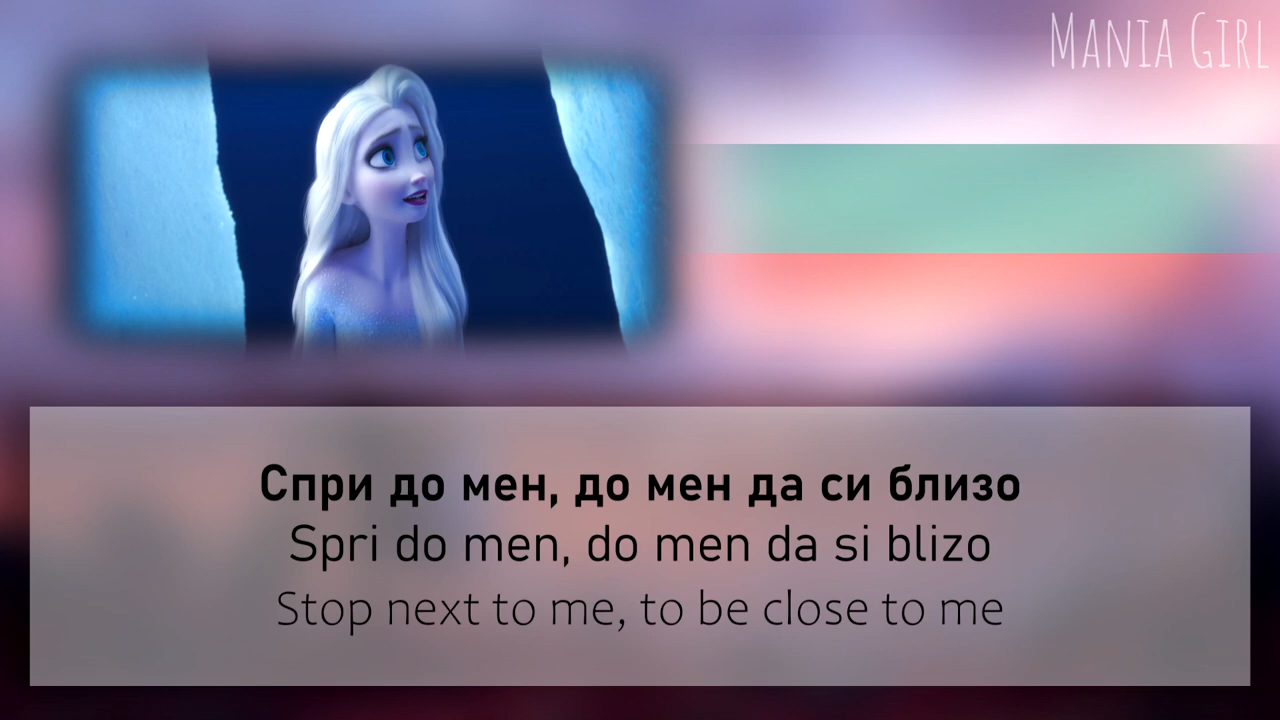 Mania Girl
Спри до мен, до мен да си близо
Spri do men, do men da si blizo
Stop next to me, to be close to me